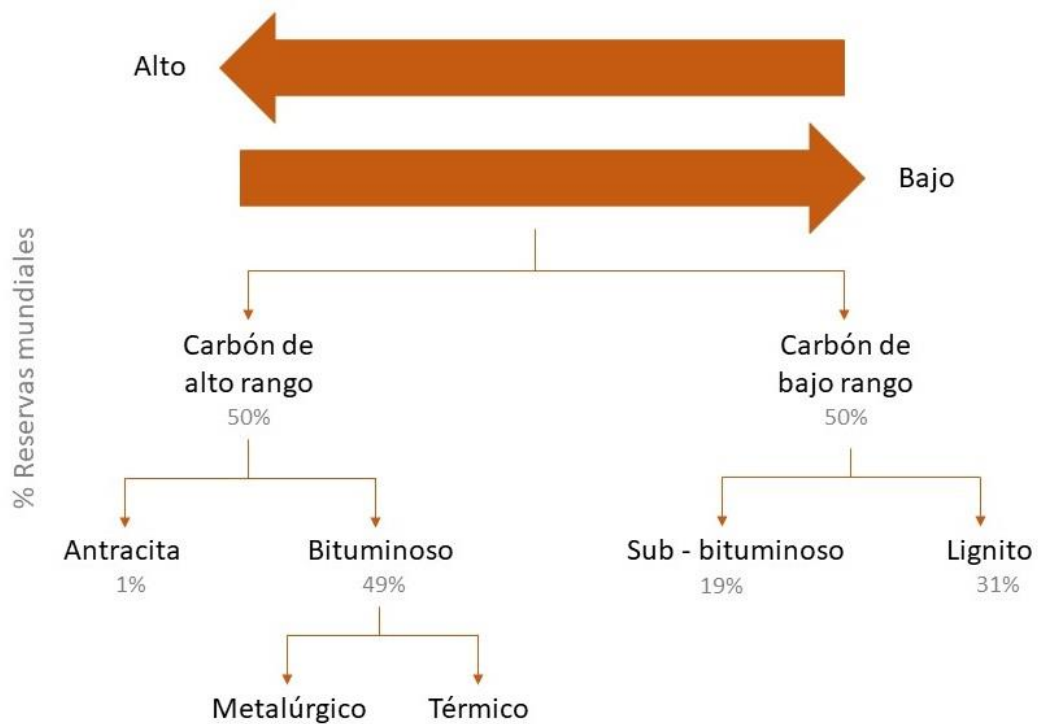 Alto
Bajo
% Reservas mundiales
Carbón de
alto rango
50%
Carbón de
bajo rango
50%
Antracita
1%
Bituminoso
49%
Sub - bituminoso
19%
Lignito
31%
Metalúrgico
Térmico